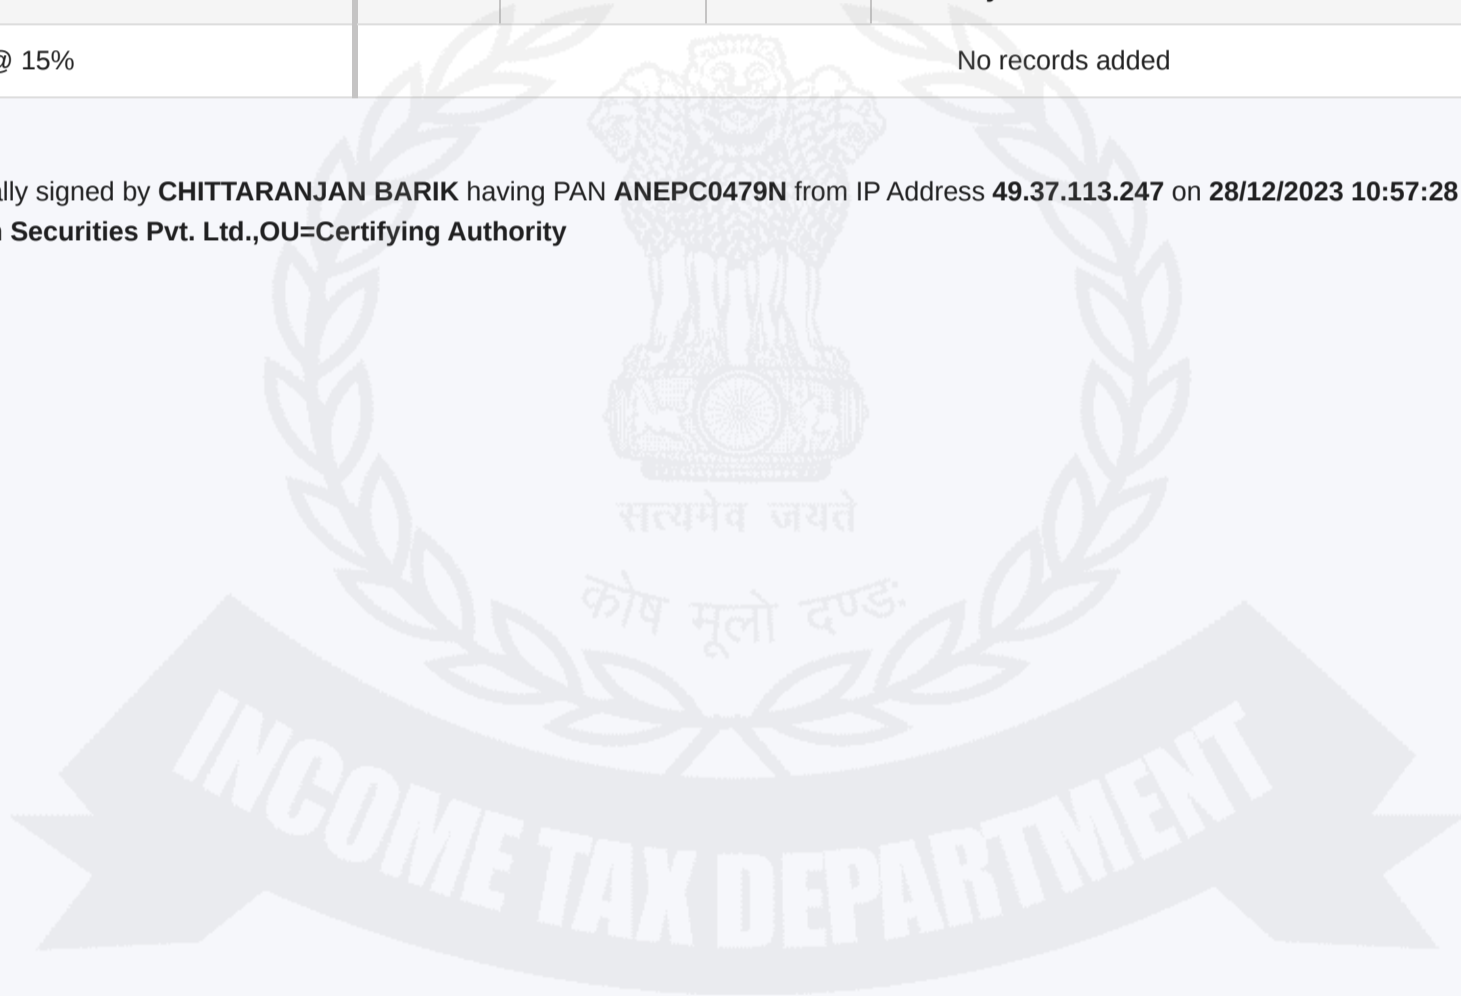 @ 15% No records added
ally signed by CHITTARANJAN BARIK having PAN ANEPC0479N from IP Address 49.37.113.247 on 28/12/2023 10:57:28
Securities Pvt. Ltd.,OU=Certifying Authority
सत्यमेव जयते
कोष मूलो दण्डः
INCOME TAX DEPARTMENT